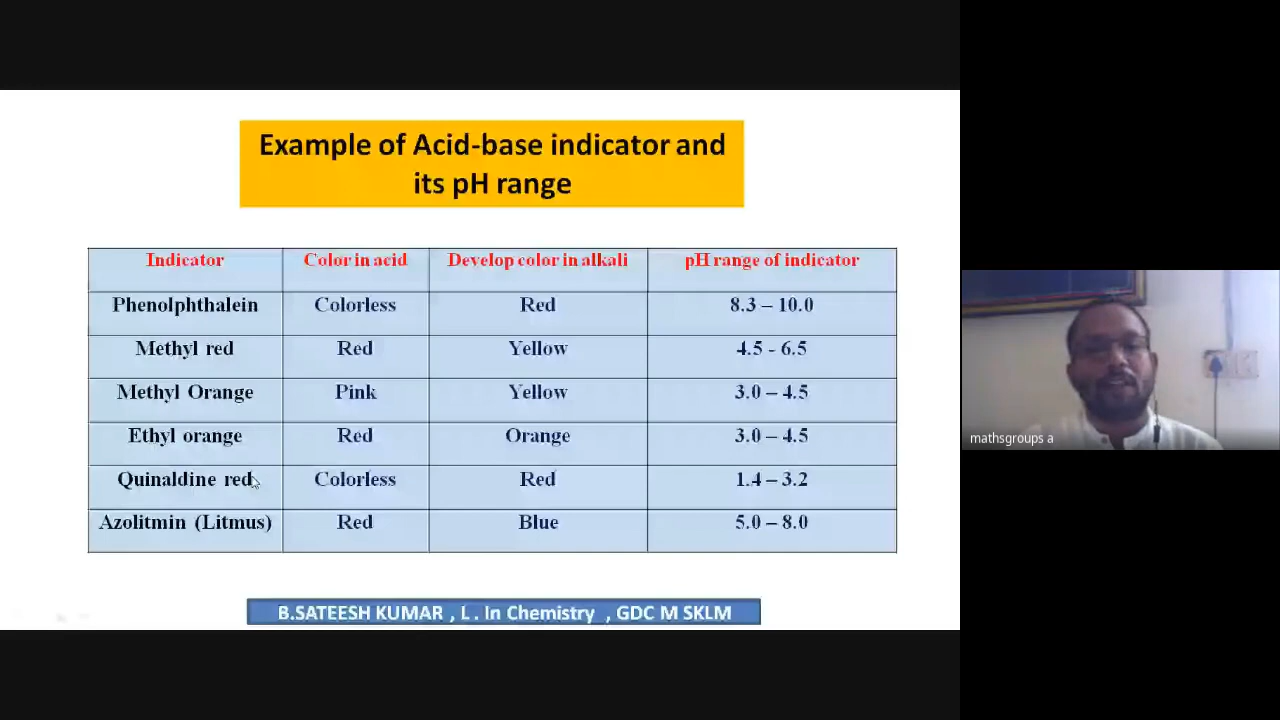 Example of Acid-base indicator and
its pH range
Indicator Color in acid Develop color in alkali pH range of indicator
Phenolphthalein Colorless Red 8.3 – 10.0
Methyl red Red Yellow 4.5 - 6.5
Methyl Orange Pink Yellow 3.0 – 4.5
Ethyl orange Red Orange 3.0 – 4.5
Quinaldine red Colorless Red 1.4 – 3.2
Azolitmin (Litmus) Red Blue 5.0 – 8.0
B.SATEESH KUMAR , L . In Chemistry , GDC M SKLM
mathsgroups a